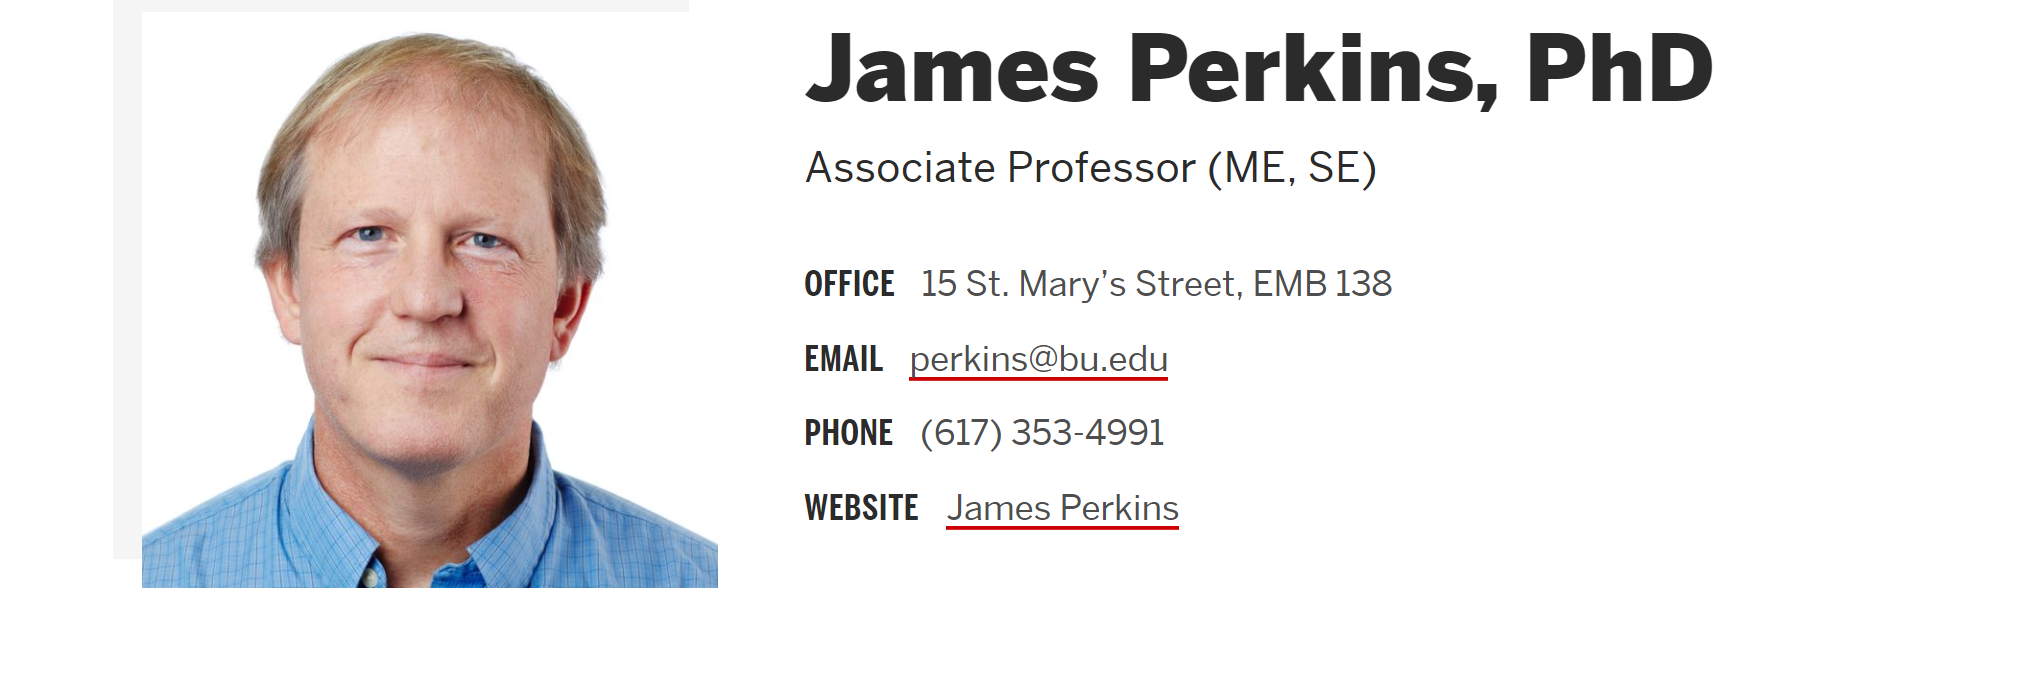 James Perkins, PhD
Associate Professor (ME, SE)
OFFICE 15 St. Mary’s Street, EMB 138
EMAIL perkins@bu.edu
PHONE (617) 353-4991
WEBSITE James Perkins